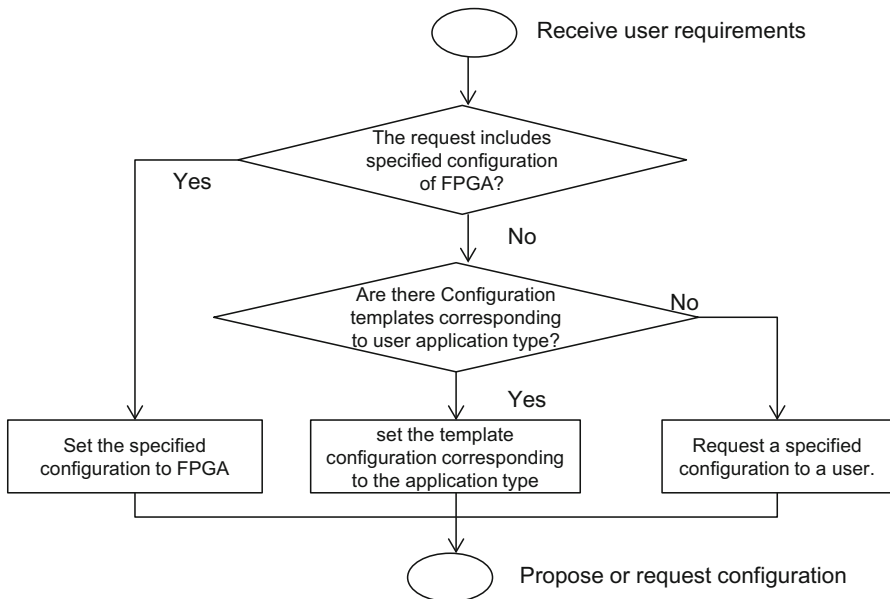 Receive user requirements
The request includes
specified configuration
of FPGA?
Yes
No
Are there Configuration
templates corresponding
to user application type?
No
Yes
Set the specified
configuration to FPGA
set the template
configuration corresponding
to the application type
Request a specified
configuration to a user.
Propose or request configuration